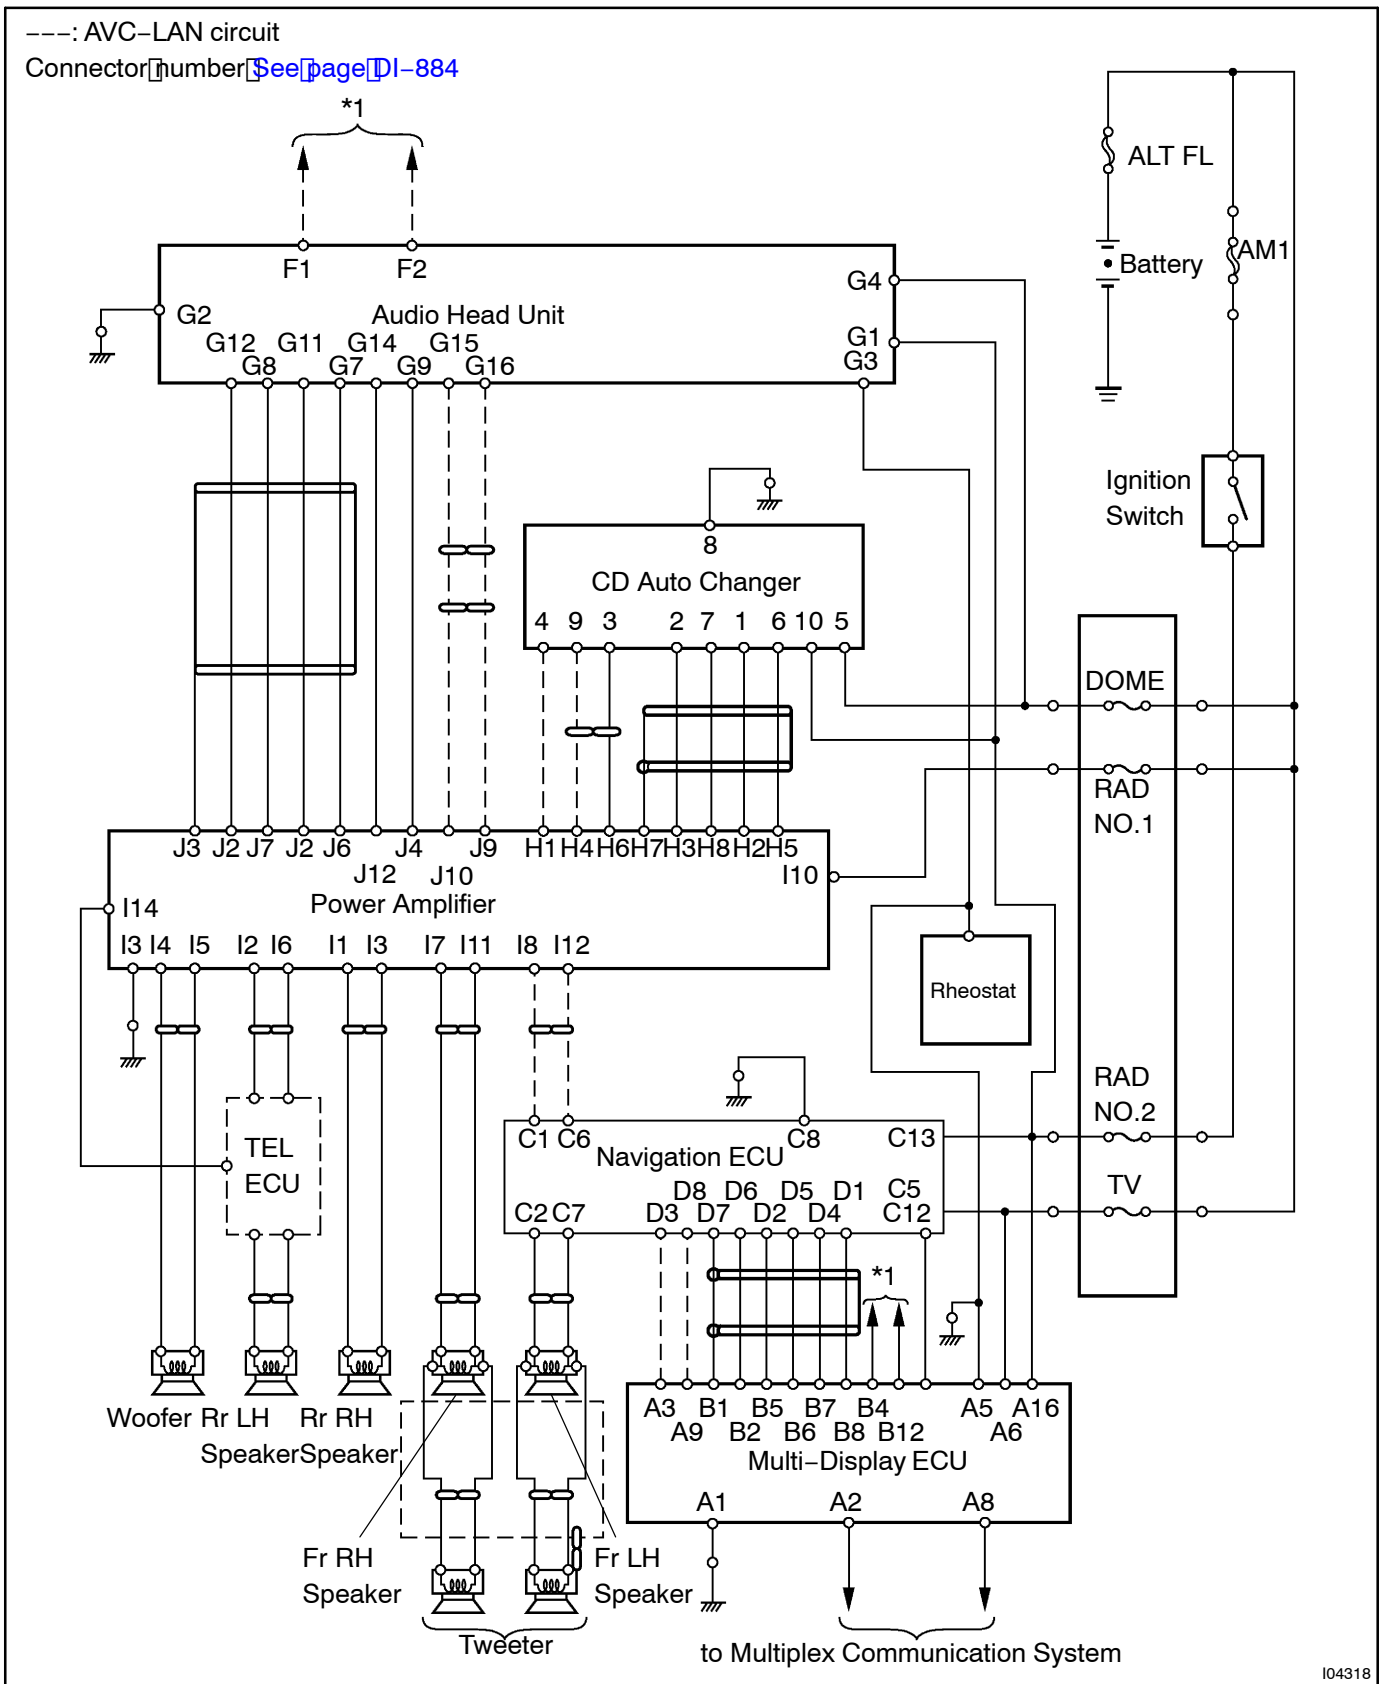 −−−: AVC−LAN circuit
Connector▯number▯See▯page▯DI−884
*1
ALT FL
AM1
Battery
F1 F2
G4
G2 Audio Head Unit
G1
G12 G11 G14 G15
G8 G7 G9 G16 G3
Ignition
Switch
8
CD Auto Changer
4 9 3 2 7 1 6 10 5
DOME
RAD
NO.1
J3 J2 J7 J2 J6 J4 J9 H1 H4 H6 H7 H3 H8 H2 H5
J12 J10 I10
Power Amplifier
I14
I3 I4 I5 I2 I6 I1 I3 I7 I11 I8 I12
Rheostat
RAD
NO.2
C1 C6 C8 C13
Navigation ECU
TEL
ECU
TV
D8 D6 D5 D1 C5
C2 C7 D3 D7 D2 D4 C12
*1
A3 B1 B5 B7 B4 A5 A16
A9 B2 B6 B8 B12 A6
Multi−Display ECU
Woofer Rr LH Rr RH
Speaker Speaker
A1 A2 A8
Fr RH
Speaker
Fr LH
Speaker
Tweeter
to Multiplex Communication System
I04318